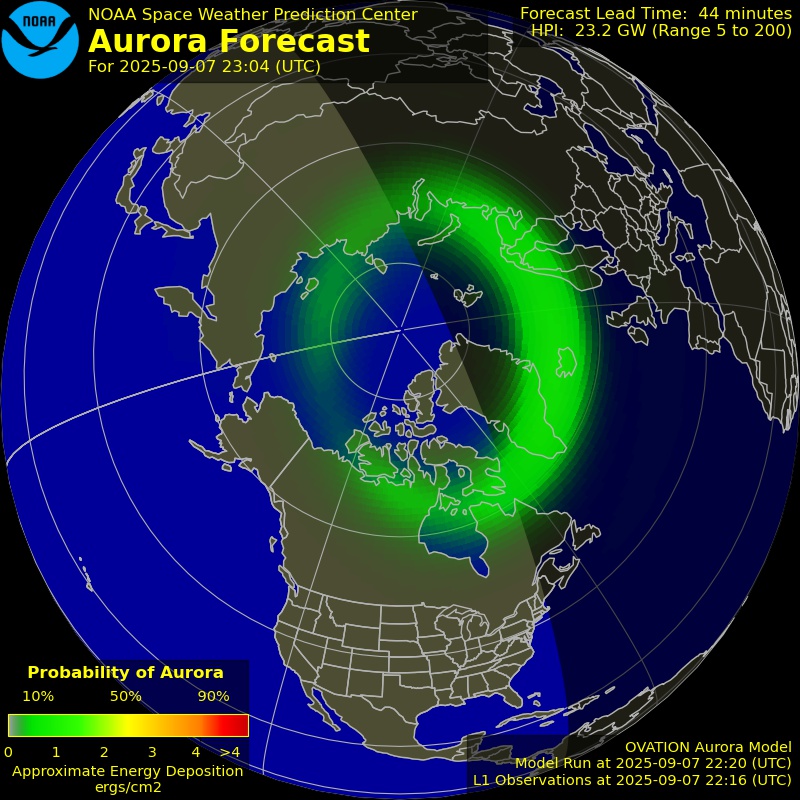 NOAA
NOAA Space Weather Prediction Center
Aurora Forecast
For 2025-09-07 23:04 (UTC)
Forecast Lead Time: 44 minutes
HPI: 23.2 GW (Range 5 to 200)
Probability of Aurora
10% 50% 90%
0 1 2 3 4 >4
Approximate Energy Deposition
ergs/cm2
OVATION Aurora Model
Model Run at 2025-09-07 22:20 (UTC)
L1 Observations at 2025-09-07 22:16 (UTC)